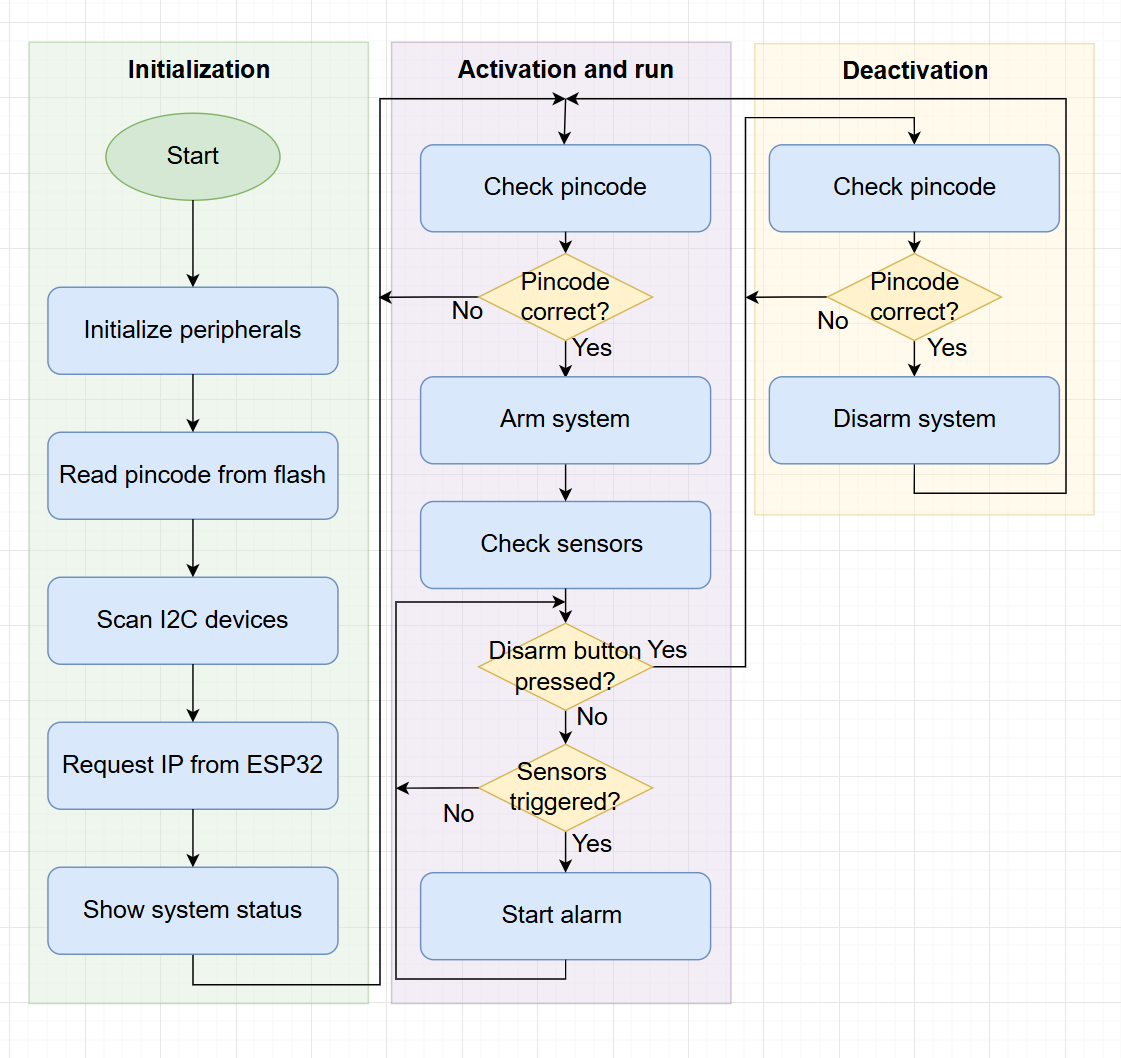 Initialization
Start
Initialize peripherals
Read pincode from flash
Scan I2C devices
Request IP from ESP32
Show system status
Activation and run
Check pincode
Pincode
correct?
No
Yes
Arm system
Check sensors
Disarm button
pressed?
Yes
No
Sensors
triggered?
No
Yes
Start alarm
Deactivation
Check pincode
Pincode
correct?
No
Yes
Disarm system